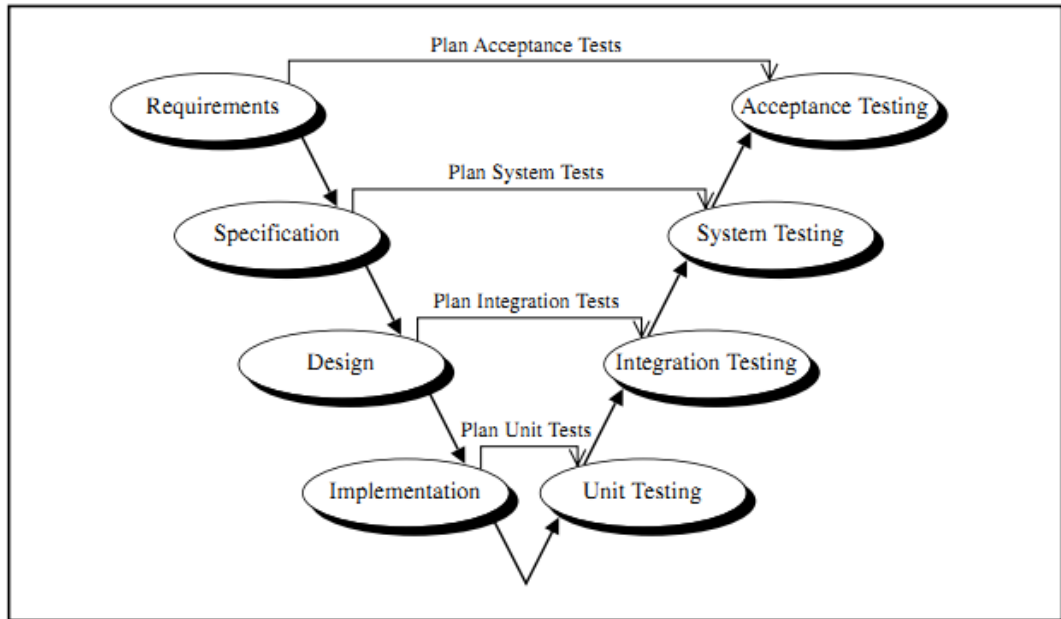 Plan Acceptance Tests
Requirements
Acceptance Testing
Plan System Tests
Specification
System Testing
Plan Integration Tests
Design
Integration Testing
Plan Unit Tests
Implementation
Unit Testing